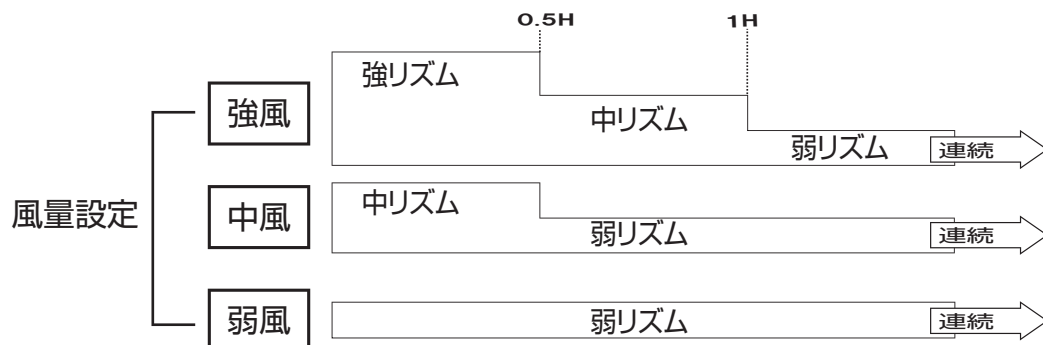 0.5H
1H
強リズム
強風
中リズム
弱リズム
連続
風量設定
中リズム
中風
弱リズム
連続
弱風
弱リズム
連続